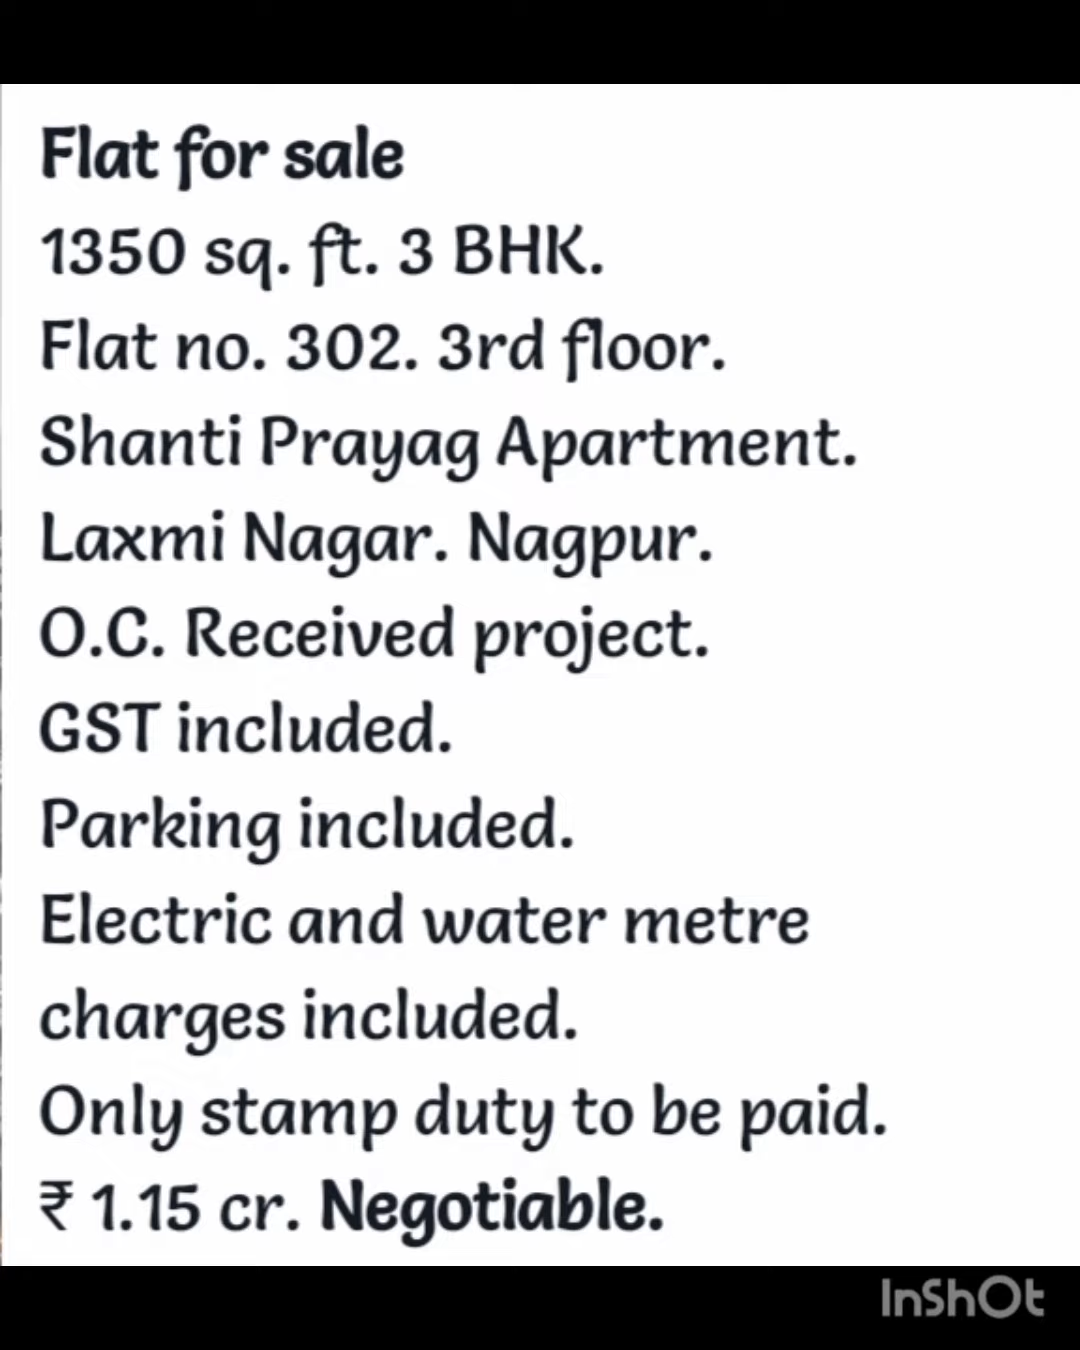 Flat for sale
1350 sq. ft. 3 BHK.
Flat no. 302. 3rd floor.
Shanti Prayag Apartment.
Laxmi Nagar. Nagpur.
O.C. Received project.
GST included.
Parking included.
Electric and water metre
charges included.
Only stamp duty to be paid.
₹ 1.15 cr. Negotiable.
InShOt